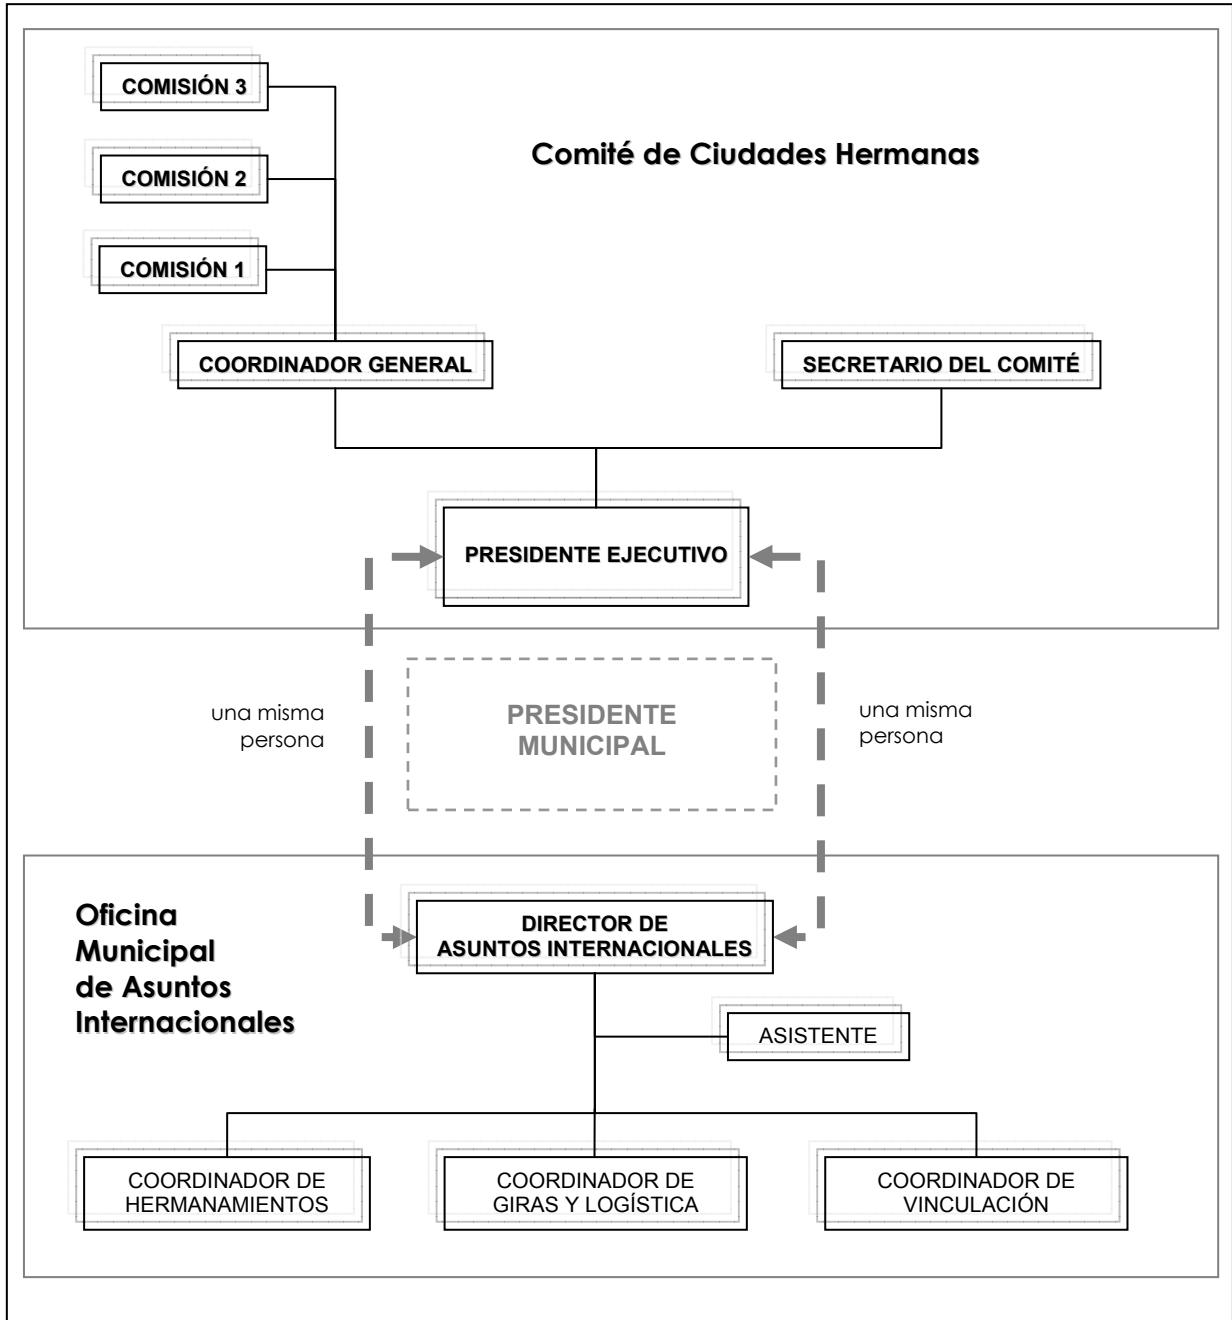 COMISIÓN 3
Comité de Ciudades Hermanas
COMISIÓN 2
COMISIÓN 1
COORDINADOR GENERAL
SECRETARIO DEL COMITÉ
PRESIDENTE EJECUTIVO
una misma
persona
PRESIDENTE
MUNICIPAL
una misma
persona
Oficina
Municipal
de Asuntos
Internacionales
DIRECTOR DE
ASUNTOS INTERNACIONALES
ASISTENTE
COORDINADOR DE
HERMANAMIENTOS
COORDINADOR DE
GIRAS Y LOGÍSTICA
COORDINADOR DE
VINCULACIÓN